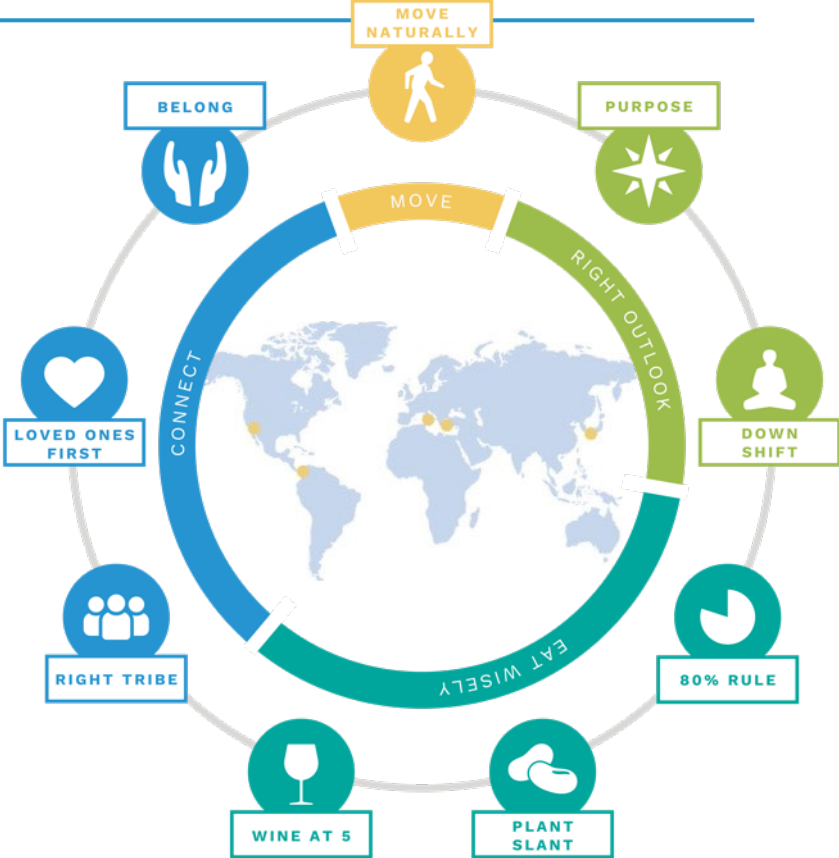 MOVE
NATURALLY
BELONG
PURPOSE
MOVE
RIGHT OUTLOOK
CONNECT
LOVED ONES
FIRST
DOWN
SHIFT
EAT WISELY
RIGHT TRIBE
80% RULE
WINE AT 5
PLANT
SLANT